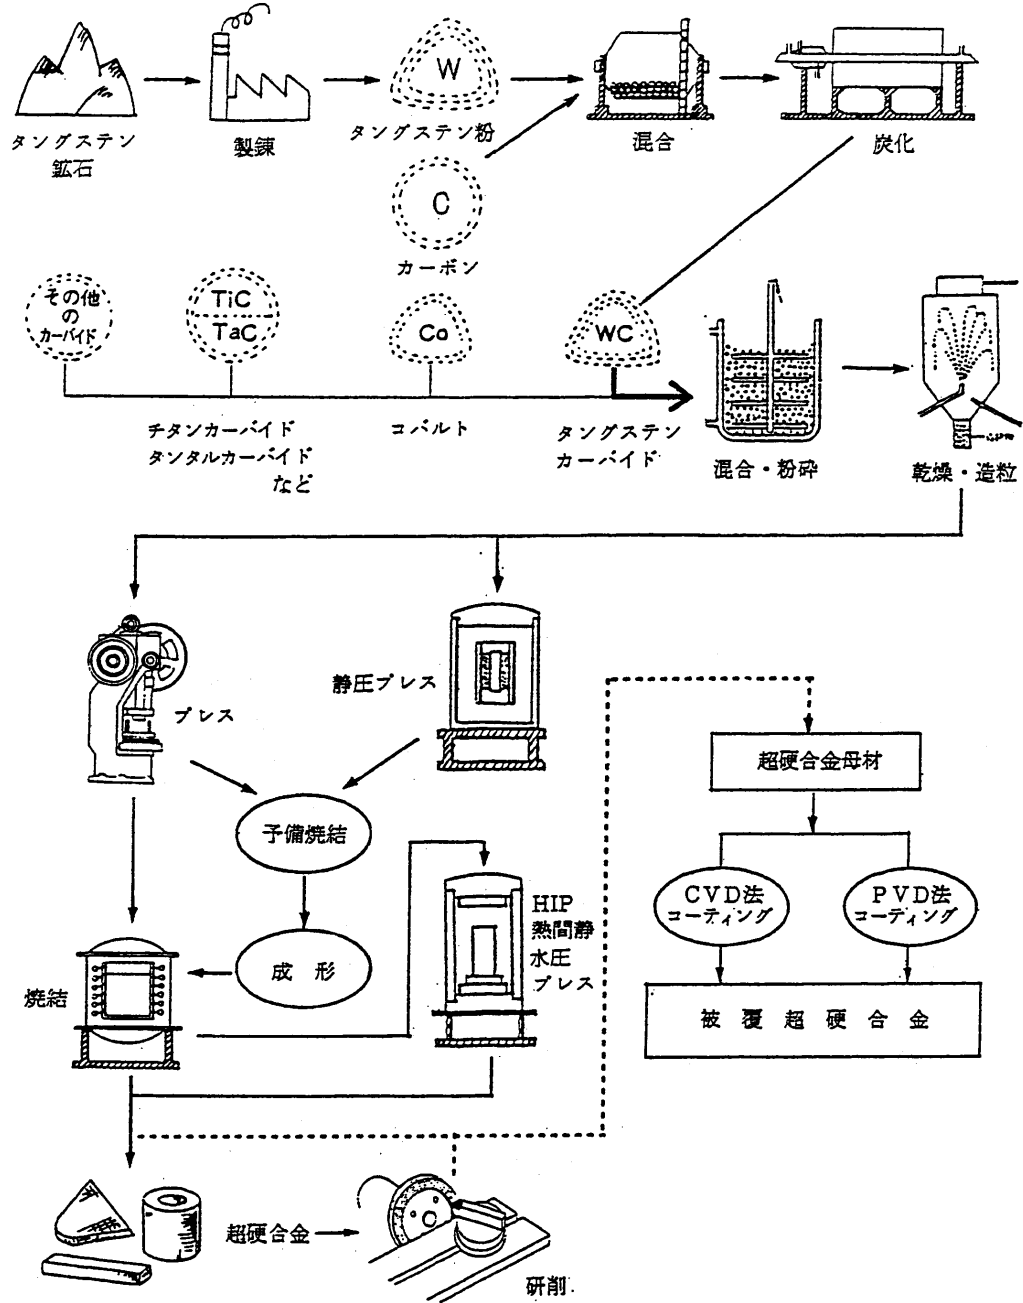 W
タングステン
鉱石
製錬
タングステン粉
混合
炭化
C
カーボン
その他
の
カーバイド
TiC
TaC
Co
WC
チタンカーバイド
タンタルカーバイド
など
コバルト
タングステン
カーバイド
混合・粉砕
乾燥・造粒
プレス
静圧プレス
超硬合金母材
予備焼結
CVD法
コーティング
PVD法
コーティング
HIP
熱間静
水圧
プレス
成 形
焼結
被 覆 超 硬 合 金
超硬合金
研削